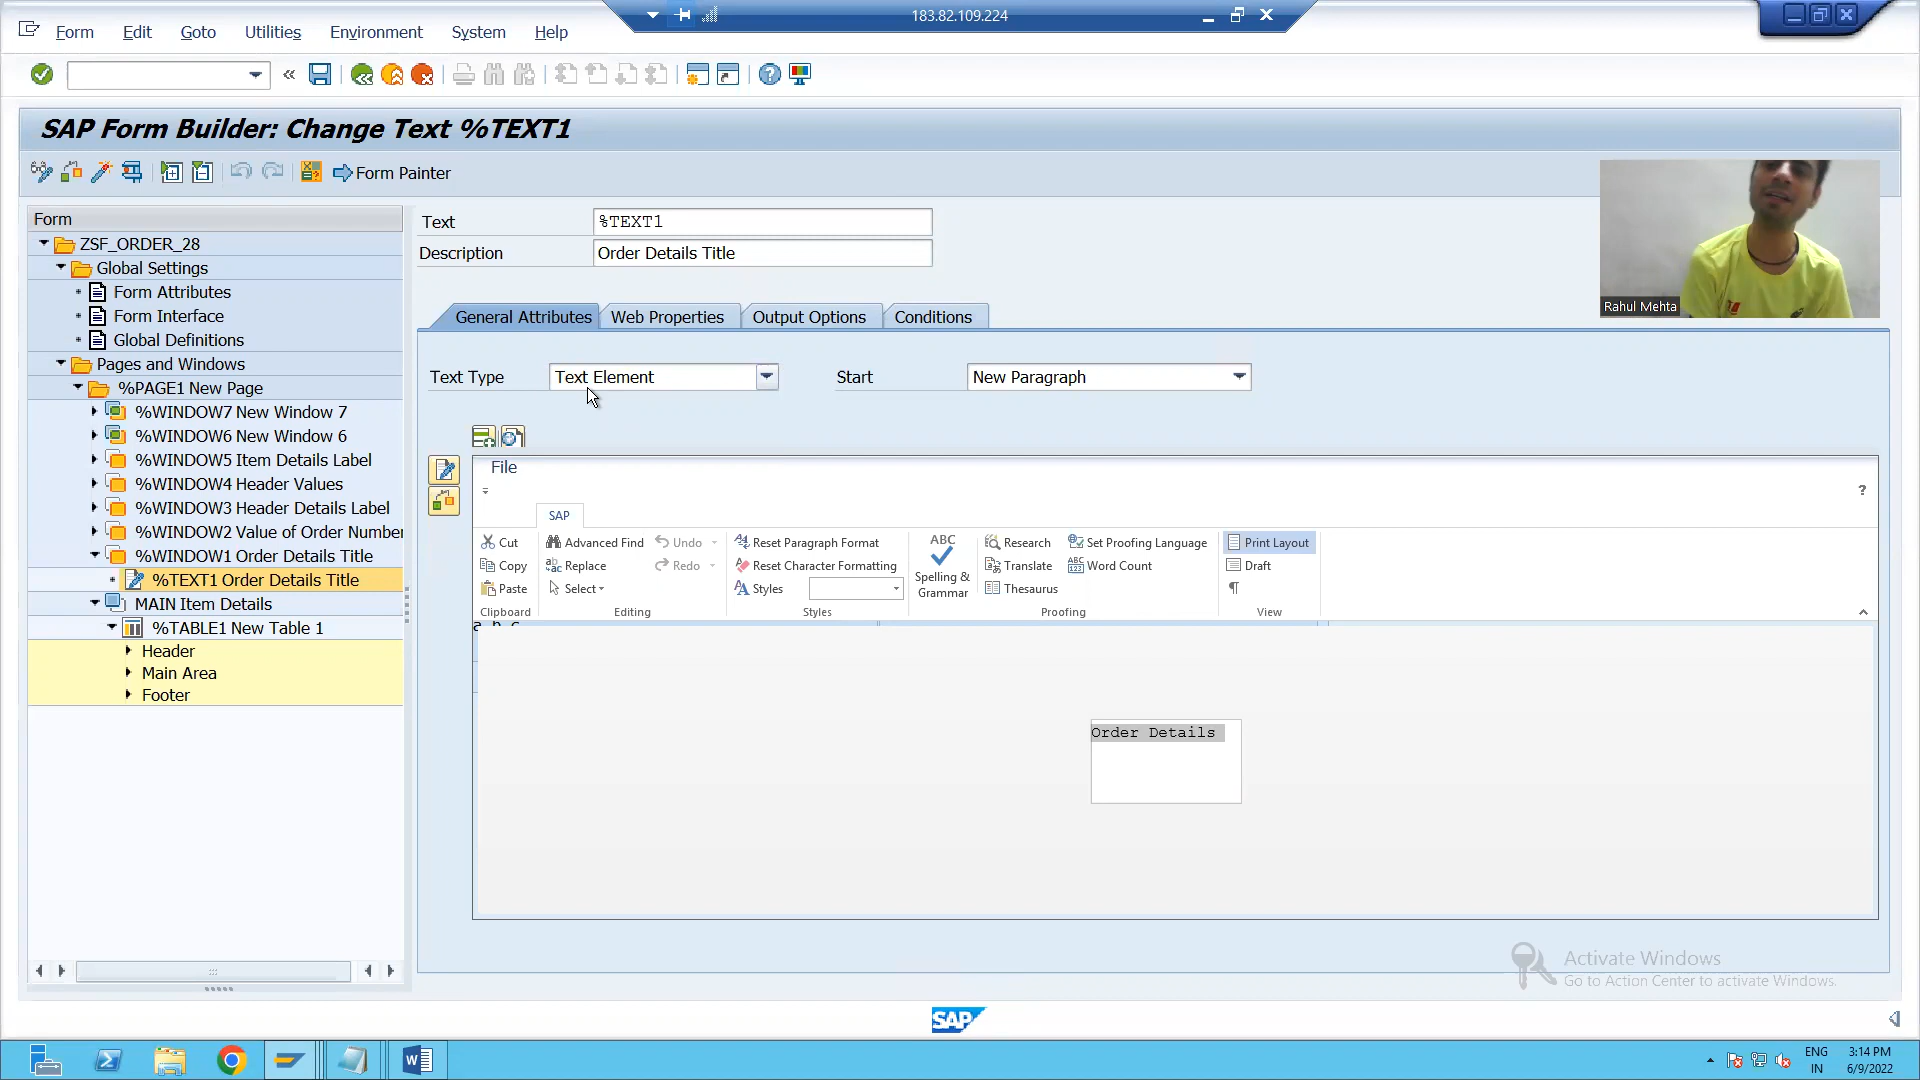 183.82.109.224
Form Edit Goto Utilities Environment System Help
SAP Form Builder: Change Text %TEXT1
Form Painter
Form
ZSF_ORDER_28
Global Settings
Form Attributes
Form Interface
Global Definitions
Pages and Windows
%PAGE1 New Page
%WINDOW7 New Window 7
%WINDOW6 New Window 6
%WINDOW5 Item Details Label
%WINDOW4 Header Values
%WINDOW3 Header Details Label
%WINDOW2 Value of Order Number
%WINDOW1 Order Details Title
%TEXT1 Order Details Title
MAIN Item Details
%TABLE1 New Table 1
Header
Main Area
Footer
Text %TEXT1
Description Order Details Title
Rahul Mehta
General Attributes Web Properties Output Options Conditions
Text Type Text Element Start New Paragraph
File
?
SAP
Cut Advanced Find Undo Reset Paragraph Format ABC Research Set Proofing Language Print Layout
Copy Replace Redo Reset Character Formatting Translate Word Count Draft
Paste Select Styles Spelling & Grammar Thesaurus
Clipboard Editing Styles Proofing View
Order Details
Activate Windows
Go to Action Center to activate Windows.
SAP
ENG 3:14 PM
IN 6/9/2022